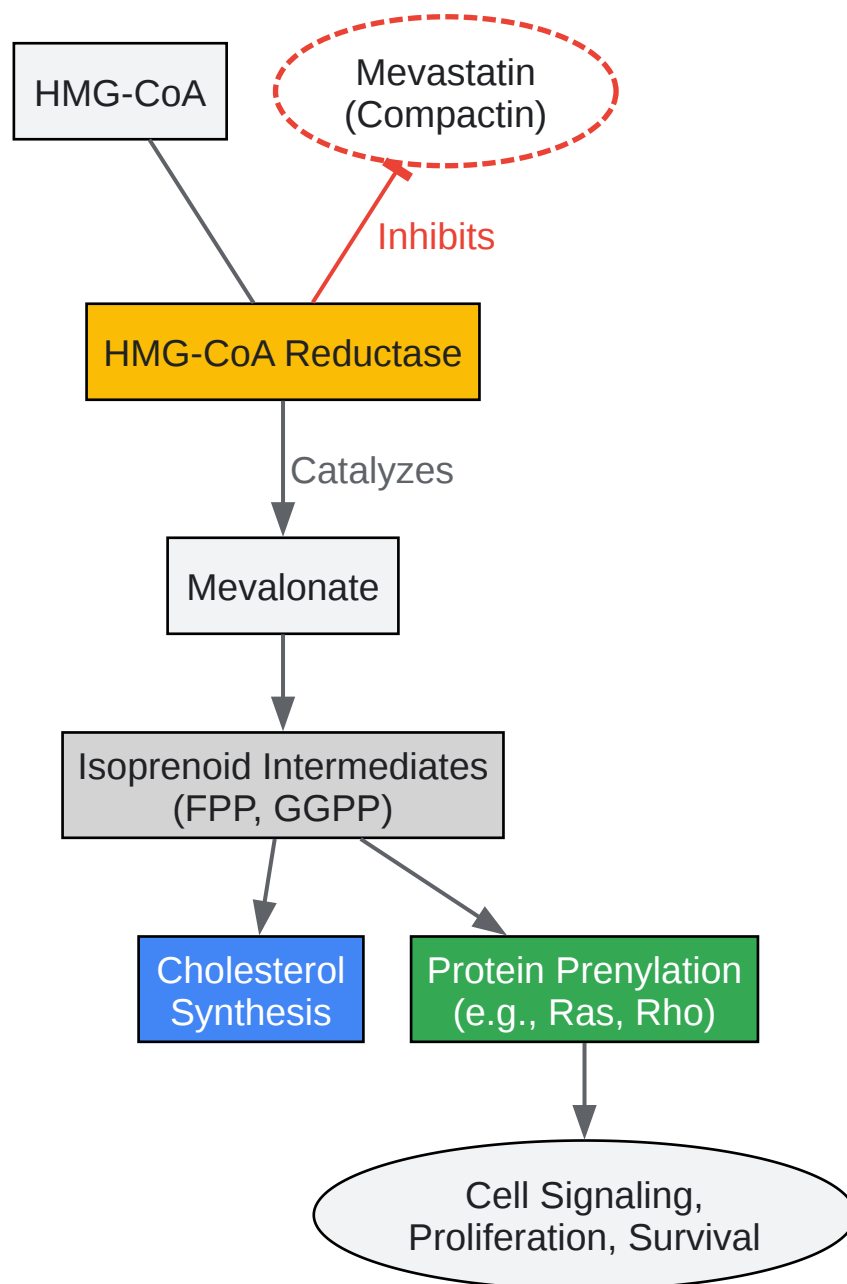 HMG-CoA
Mevastatin
(Compactin)
Inhibits
HMG-CoA Reductase
Catalyzes
Mevalonate
Isoprenoid Intermediates
(FPP, GGPP)
Cholesterol
Synthesis
Protein Prenylation
(e.g., Ras, Rho)
Cell Signaling,
Proliferation, Survival